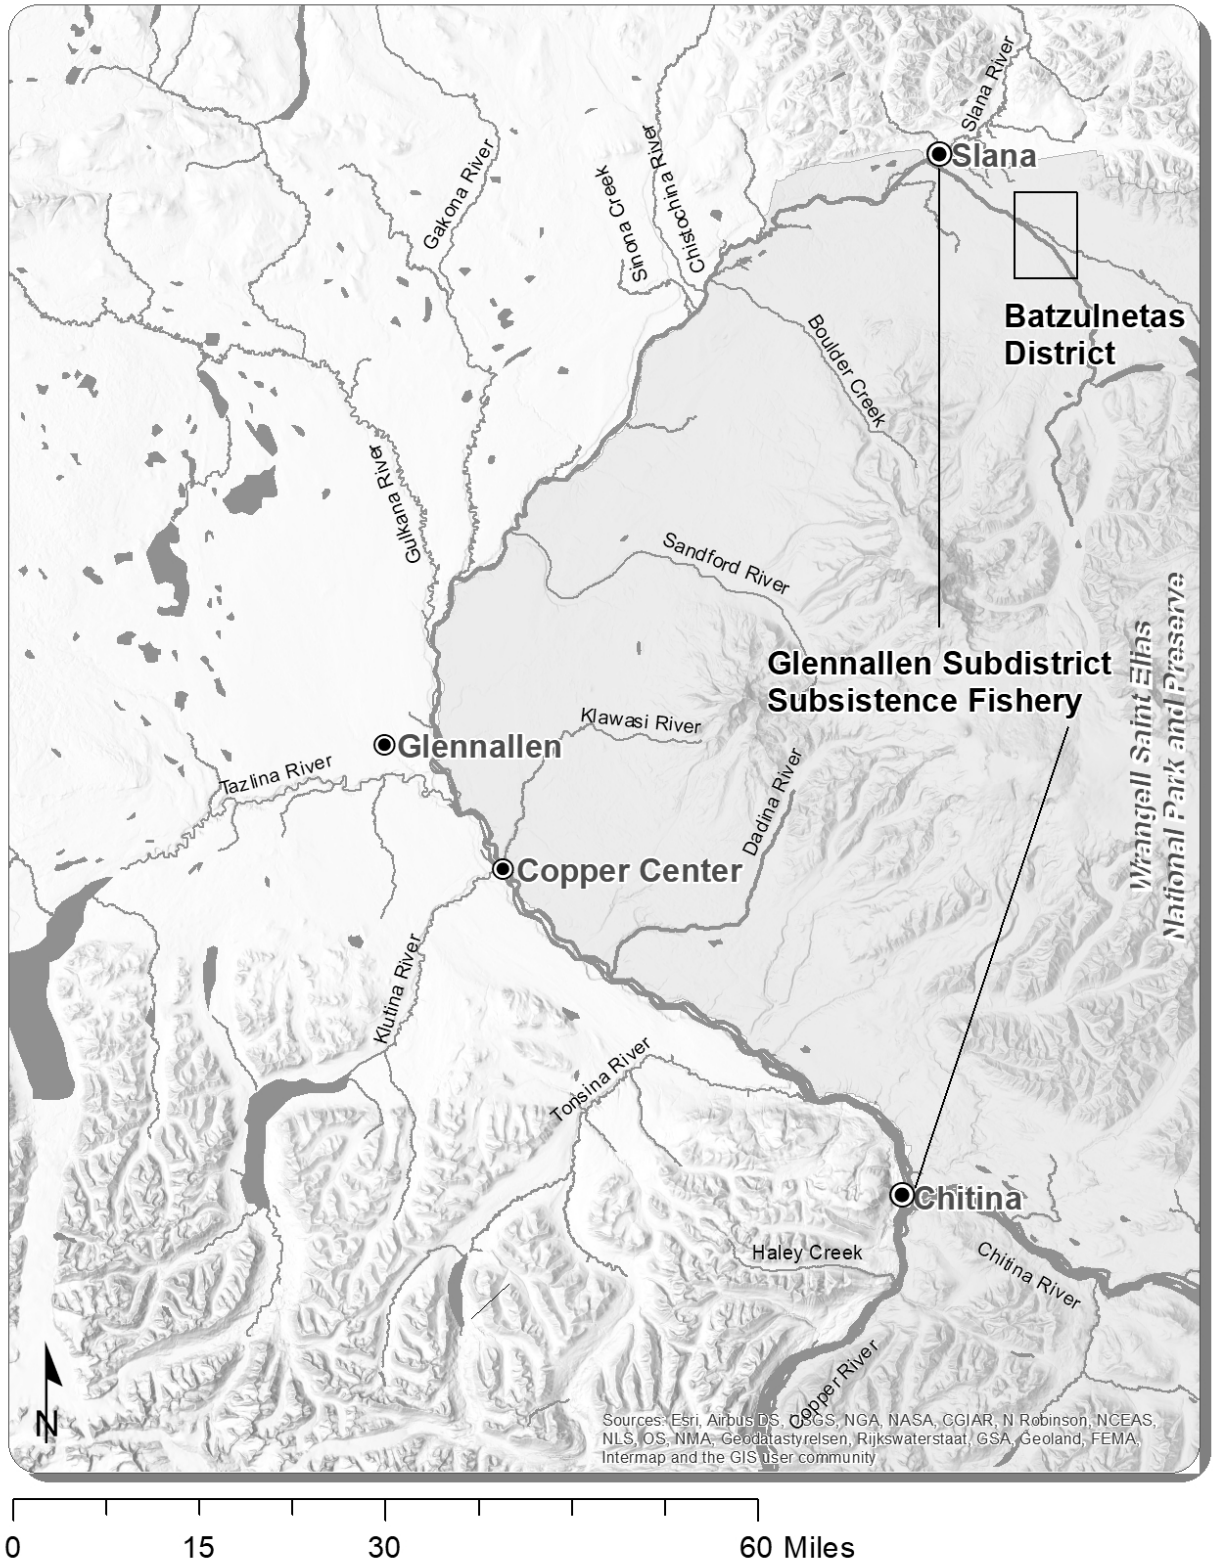 Slana River
Slana
Gakona River
Sinona Creek
Chistochina River
Batzulnetas
District
Boulder Creek
Gulkana River
Sandford River
Glennallen Subdistrict
Subsistence Fishery
Wrangell Saint Elias
National Park and Preserve
Klawasi River
Glennallen
Tazlina River
Dadina River
Copper Center
Klutina River
Tonsina River
Chitina
Haley Creek
Chitina River
Copper River
N
Sources: Esri, Airbus DS, USGS, NGA, NASA, CGIAR, N Robinson, NCEAS,
NLS, OS, NMA, Geodatastyrelsen, Rijkswaterstaat, GSA, Geoland, FEMA,
Intermap and the GIS user community
0 15 30 60 Miles